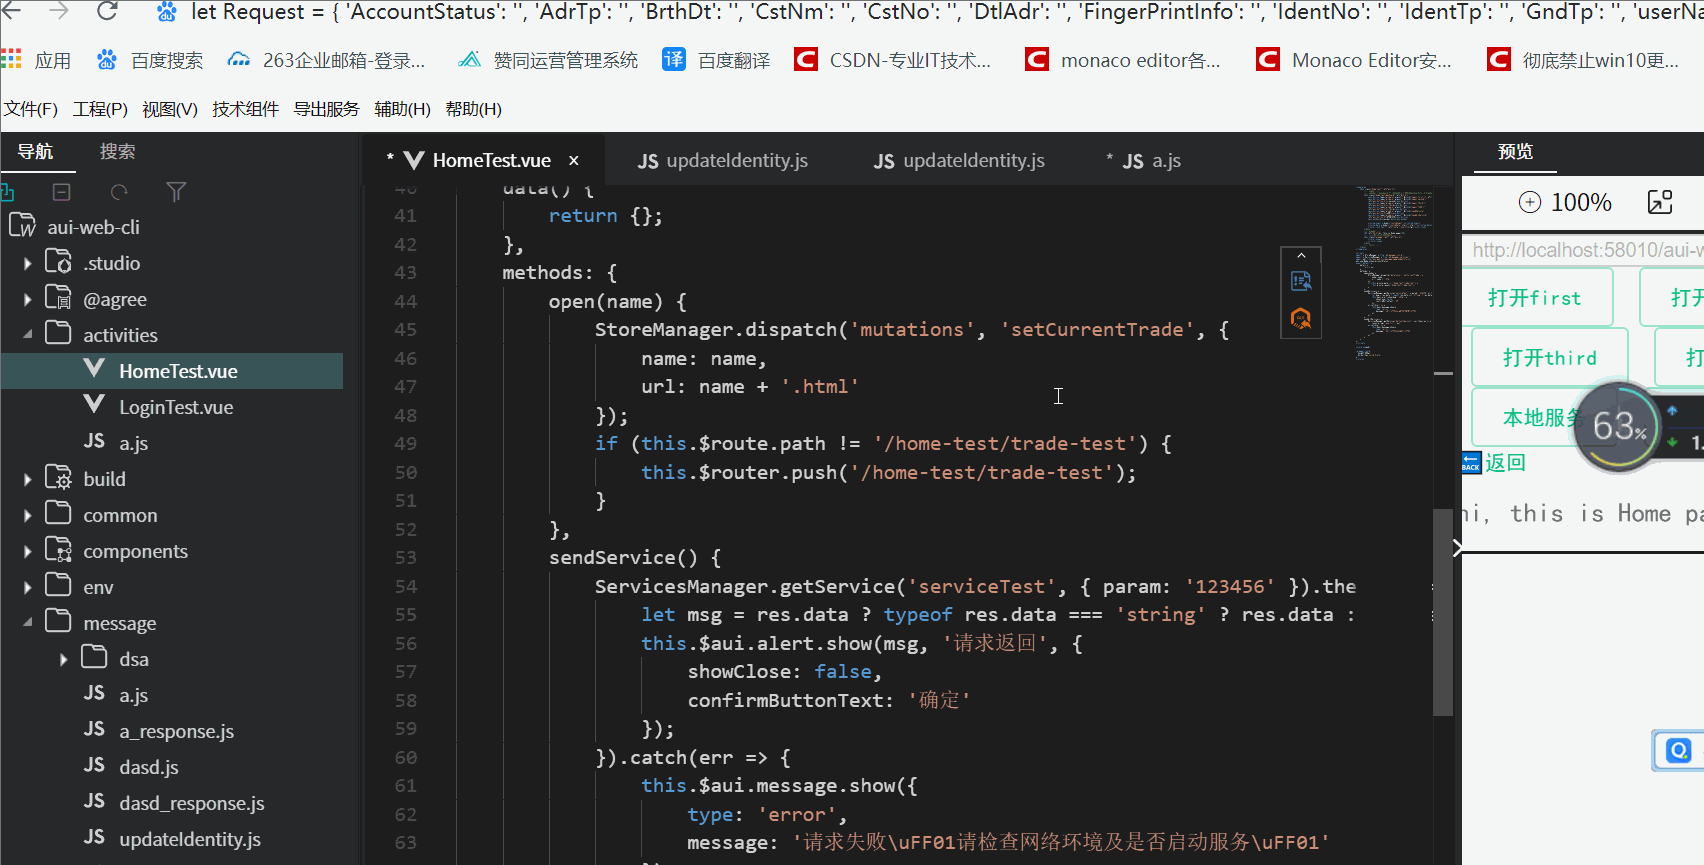 let Request = { 'AccountStatus': '', 'AdrTp': '', 'BrthDt': '', 'CstNm': '', 'CstNo': '', 'DtlAdr': '', 'FingerPrintInfo': '', 'IdentNo': '', 'IdentTp': '', 'GndTp': '', 'userNa
应用 百度搜索 263企业邮箱-登录... 赞同运营管理系统 译 百度翻译 CSDN-专业IT技术... monaco editor各... Monaco Editor安... 彻底禁止win10更...
文件(F) 工程(P) 视图(V) 技术组件 导出服务 辅助(H) 帮助(H)
导航 搜索
* HomeTest.vue × JS updateIdentity.js JS updateIdentity.js * JS a.js
预览
100%
aui-web-cli
.studio
@agree
activities
HomeTest.vue
LoginTest.vue
JS a.js
build
common
components
env
message
dsa
JS a.js
JS a_response.js
JS dasd.js
JS dasd_response.js
JS updateIdentity.js
40 data() {
41 return {};
42 },
43 methods: {
44 open(name) {
45 StoreManager.dispatch('mutations', 'setCurrentTrade', {
46 name: name,
47 url: name + '.html'
48 });
49 if (this.$route.path != '/home-test/trade-test') {
50 this.$router.push('/home-test/trade-test');
51 }
52 },
53 sendService() {
54 ServicesManager.getService('serviceTest', { param: '123456' }).the
55 let msg = res.data ? typeof res.data === 'string' ? res.data :
56 this.$aui.alert.show(msg, '请求返回', {
57 showClose: false,
58 confirmButtonText: '确定'
59 });
60 }).catch(err => {
61 this.$aui.message.show({
62 type: 'error',
63 message: '请求失败\uFF01请检查网络环境及是否启动服务\uFF01'
http://localhost:58010/aui-w
打开first 打开
打开third 打
本地服务
63%
1.
BACK 返回
hi, this is Home pa